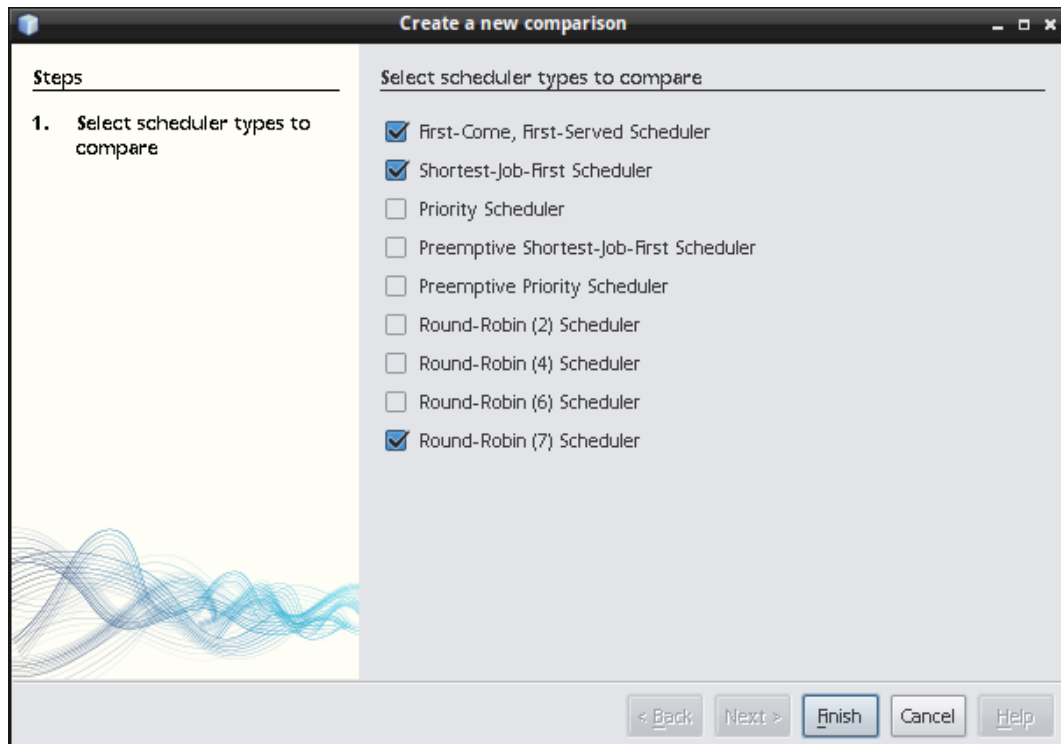 Create a new comparison
Steps
1. Select scheduler types to
compare
Select scheduler types to compare
First-Come, First-Served Scheduler
Shortest-Job-First Scheduler
Priority Scheduler
Preemptive Shortest-Job-First Scheduler
Preemptive Priority Scheduler
Round-Robin (2) Scheduler
Round-Robin (4) Scheduler
Round-Robin (6) Scheduler
Round-Robin (7) Scheduler
< Back
Next >
Finish
Cancel
Help